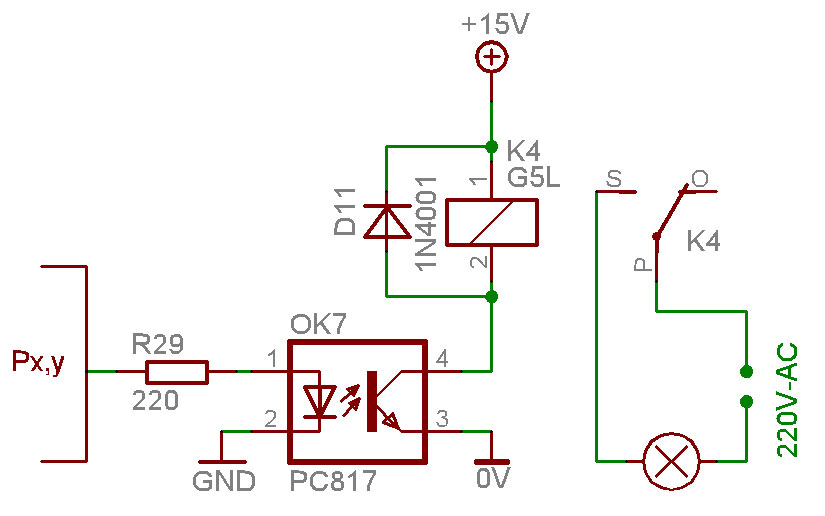 +15V
K4
G5L
1
D11
1N4001
2
S
O
K4
P
OK7
Px,y
R29
220
1
4
2
3
GND
PC817
0V
220V-AC